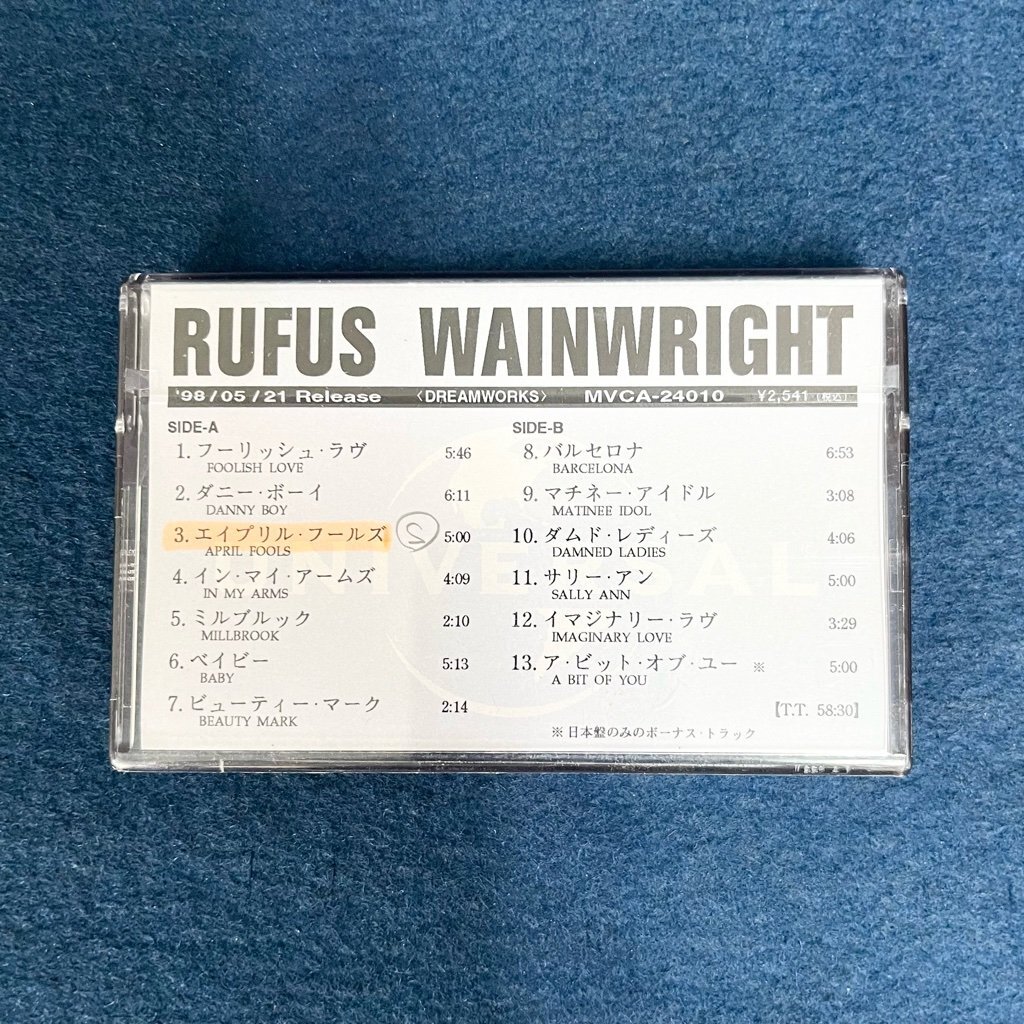 RUFUS WAINWRIGHT
'98/05/21 Release 〈DREAMWORKS〉 MVCA-24010 ¥2,541 (税込)
SIDE-A
1. フーリッシュ・ラヴ 5:46
FOOLISH LOVE
2. ダニー・ボーイ 6:11
DANNY BOY
3. エイプリル・フールズ ② 5:00
APRIL FOOLS
4. イン・マイ・アームズ 4:09
IN MY ARMS
5. ミルブルック 2:10
MILLBROOK
6. ベイビー 5:13
BABY
7. ビューティー・マーク 2:14
BEAUTY MARK
SIDE-B
8. バルセロナ 6:53
BARCELONA
9. マチネー・アイドル 3:08
MATINEE IDOL
10. ダムド・レディーズ 4:06
DAMNED LADIES
11. サリー・アン 5:00
SALLY ANN
12. イマジナリー・ラヴ 3:29
IMAGINARY LOVE
13. ア・ビット・オブ・ユー ※ 5:00
A BIT OF YOU
【T.T. 58:30】
※日本盤のみのボーナス・トラック
UNIVERSAL